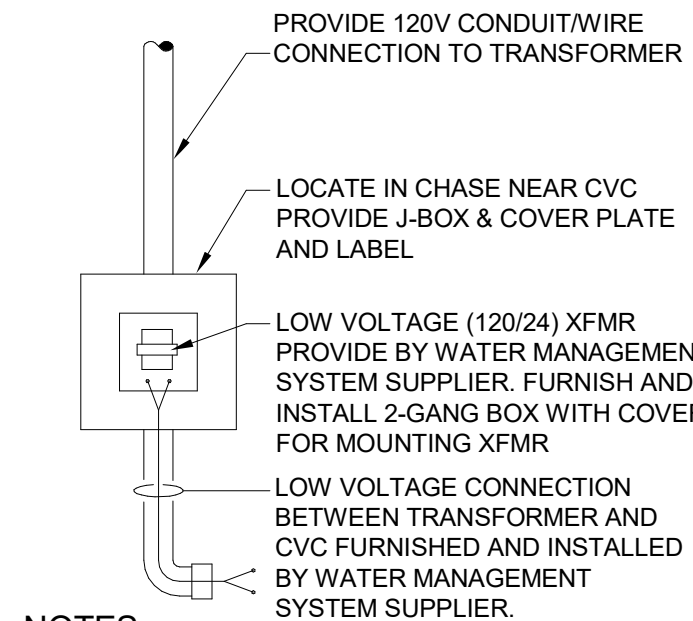 PROVIDE 120V CONDUIT/WIRE
CONNECTION TO TRANSFORMER
LOCATE IN CHASE NEAR CVC
PROVIDE J-BOX & COVER PLATE
AND LABEL
LOW VOLTAGE (120/24) XFMR
PROVIDE BY WATER MANAGEMEN
SYSTEM SUPPLIER. FURNISH AND
INSTALL 2-GANG BOX WITH COVER
FOR MOUNTING XFMR
LOW VOLTAGE CONNECTION
BETWEEN TRANSFORMER AND
CVC FURNISHED AND INSTALLED
BY WATER MANAGEMENT
SYSTEM SUPPLIER.